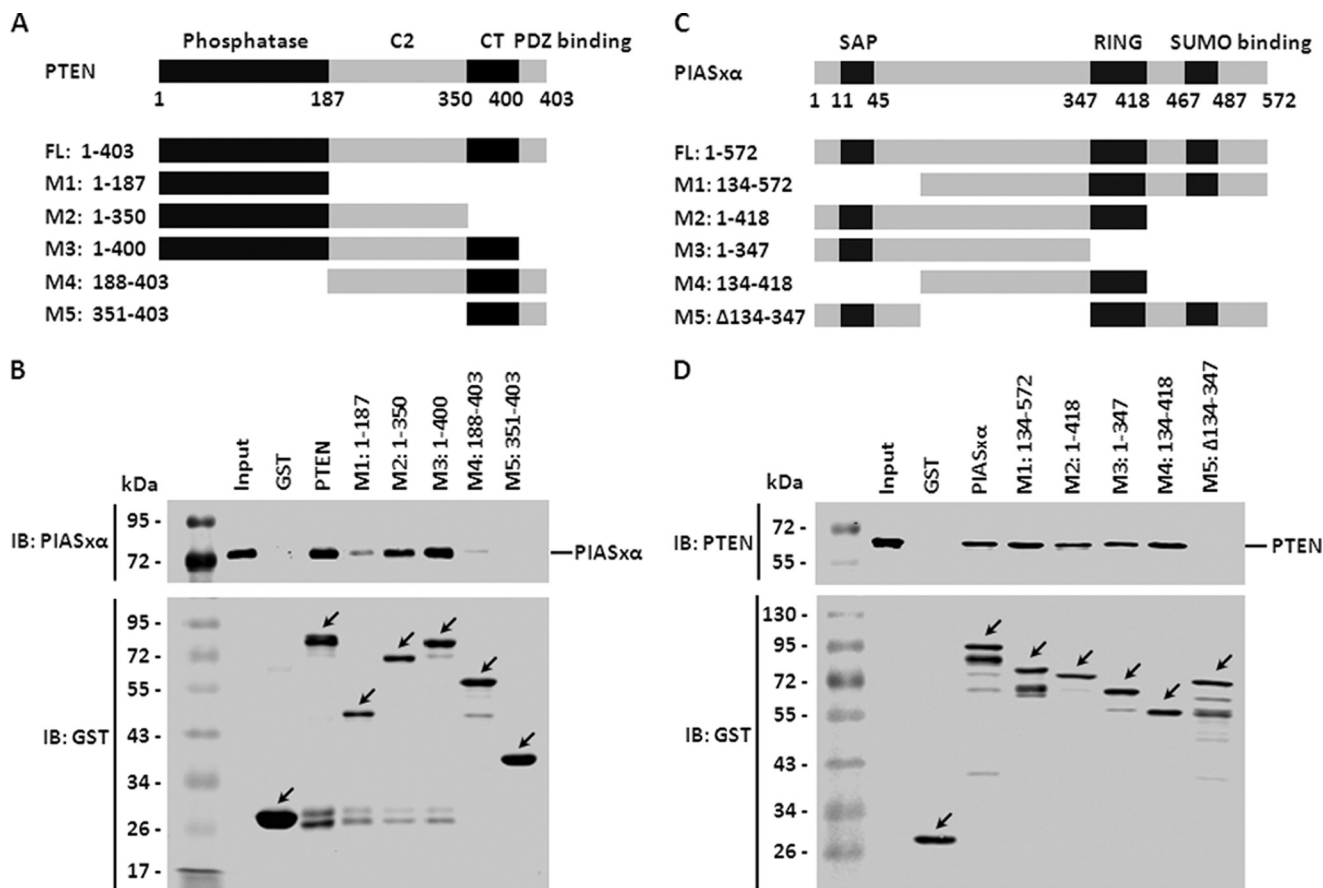 A
Phosphatase C2 CT PDZ binding
PTEN
1 187 350 400 403
FL: 1-403
M1: 1-187
M2: 1-350
M3: 1-400
M4: 188-403
M5: 351-403
B
kDa
Input
GST
PTEN
M1: 1-187
M2: 1-350
M3: 1-400
M4: 188-403
M5: 351-403
IB: PIASxα
95 -
72 -
PIASxα
IB: GST
95 -
72 -
55 -
43 -
34 -
26 -
17 -
C
SAP RING SUMO binding
PIASxα
1 11 45 347 418 467 487 572
FL: 1-572
M1: 134-572
M2: 1-418
M3: 1-347
M4: 134-418
M5: Δ134-347
D
kDa
Input
GST
PIASxα
M1: 134-572
M2: 1-418
M3: 1-347
M4: 134-418
M5: Δ134-347
IB: PTEN
72 -
55 -
PTEN
IB: GST
130 -
95 -
72 -
55 -
43 -
34 -
26 -